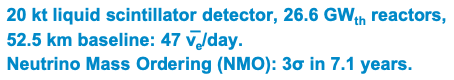 20 kt liquid scintillator detector, 26.6 GWth reactors,
52.5 km baseline: 47 ν̅e/day.
Neutrino Mass Ordering (NMO): 3σ in 7.1 years.